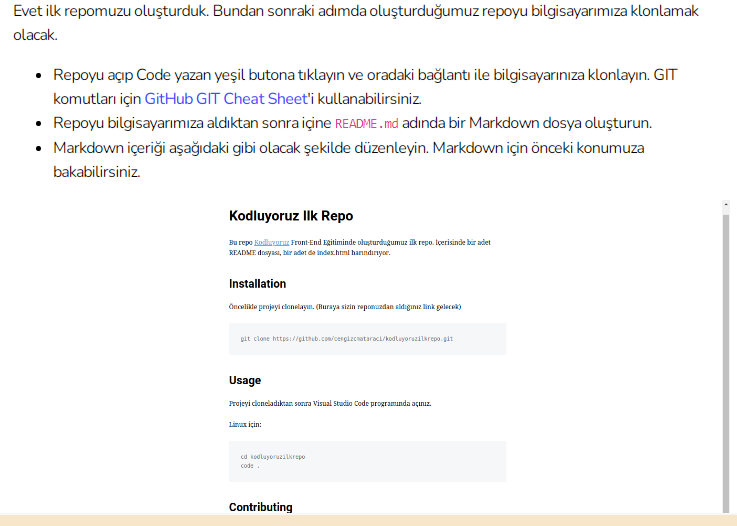 Evet ilk repomuzu oluşturduk. Bundan sonraki adımda oluşturduğumuz repoyu bilgisayarımıza klonlamak
olacak.
Repoyu açıp Code yazan yeşil butona tıklayın ve oradaki bağlantı ile bilgisayarınıza klonlayın. GIT
komutları için GitHub GIT Cheat Sheet'i kullanabilirsiniz.
Repoyu bilgisayarımıza aldıktan sonra içine README.md adında bir Markdown dosya oluşturun.
Markdown içeriği aşağıdaki gibi olacak şekilde düzenleyin. Markdown için önceki konumuza
bakabilirsiniz.
Kodluyoruz Ilk Repo
Bu repo Kodluyoruz Front-End Eğitiminde oluşturduğumuz ilk repo. İçerisinde bir adet
README dosyası, bir adet de index.html barındırıyor.
Installation
Öncelikle projeyi clonelayın. (Buraya sizin reponuzdan aldığınız link gelecek)
git clone https://github.com/cengizcmataraci/kodluyoruzilkrepo.git
Usage
Projeyi cloneladıktan sonra Visual Studio Code programında açınız.
Linux için:
cd kodluyoruzilkrepo
code .
Contributing